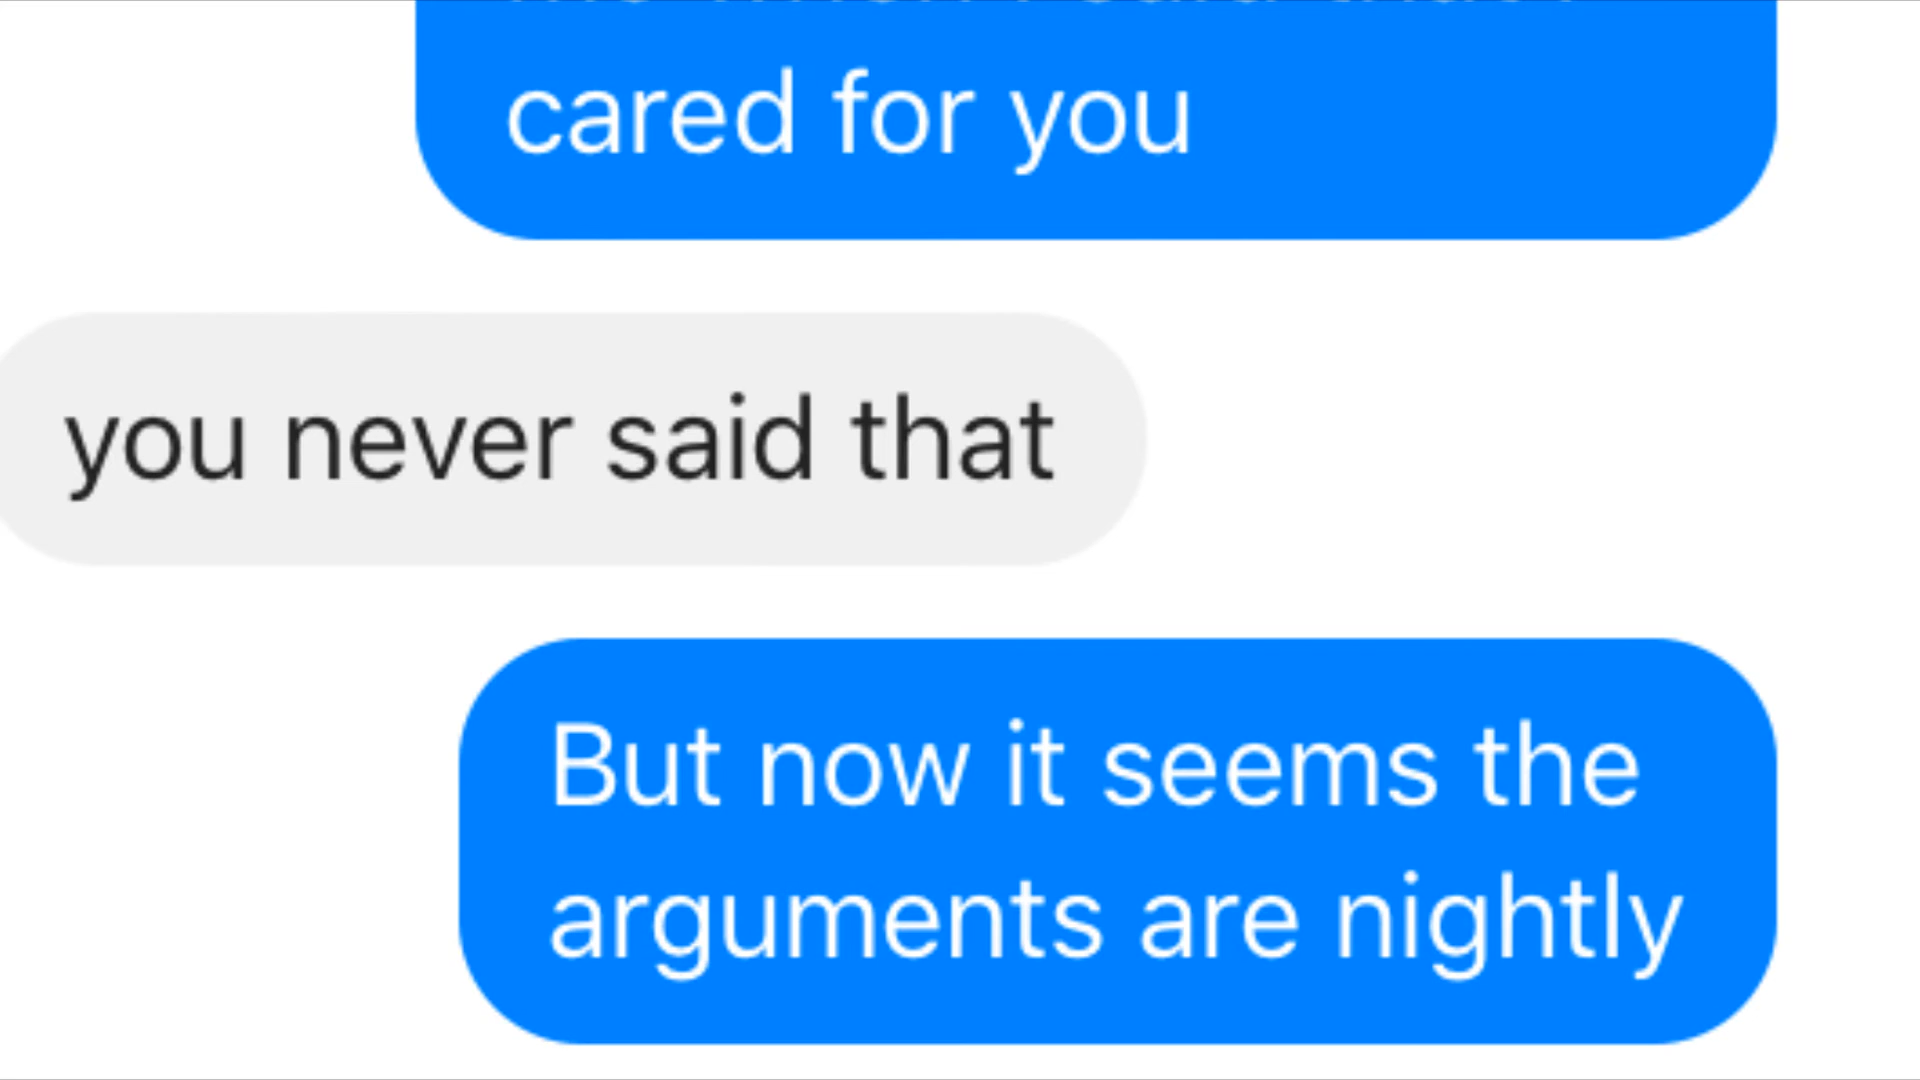 cared for you
you never said that
But now it seems the
arguments are nightly